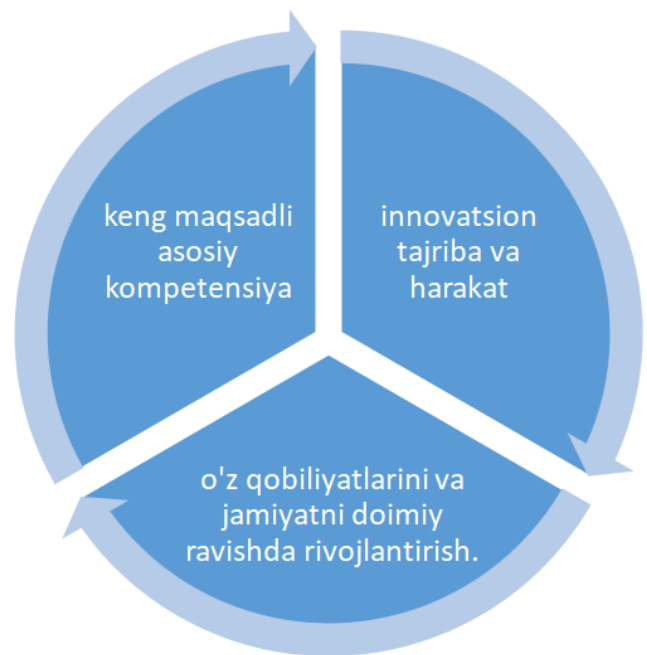 keng maqsadli
asosiy
kompetensiya
innovatsion
tajriba va
harakat
o'z qobiliyatlarini va
jamiyatni doimiy
ravishda rivojlantirish.